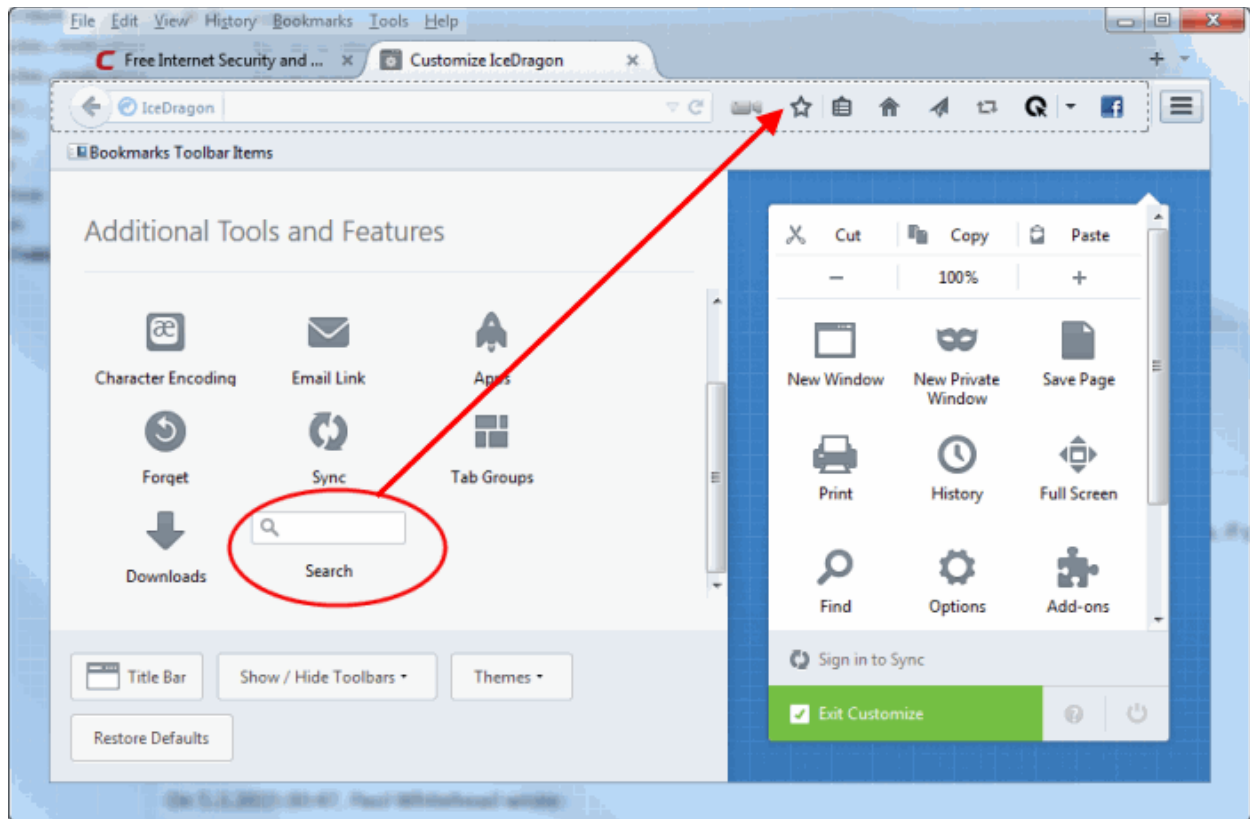 File Edit View History Bookmarks Tools Help
Free Internet Security and ... Customize IceDragon
IceDragon
Bookmarks Toolbar Items
Additional Tools and Features
Cut Copy Paste
100%
Character Encoding Email Link Apps
New Window New Private Window Save Page
Forget Sync Tab Groups
Print History Full Screen
Downloads Search
Find Options Add-ons
Sign in to Sync
Title Bar Show / Hide Toolbars Themes
Exit Customize
Restore Defaults